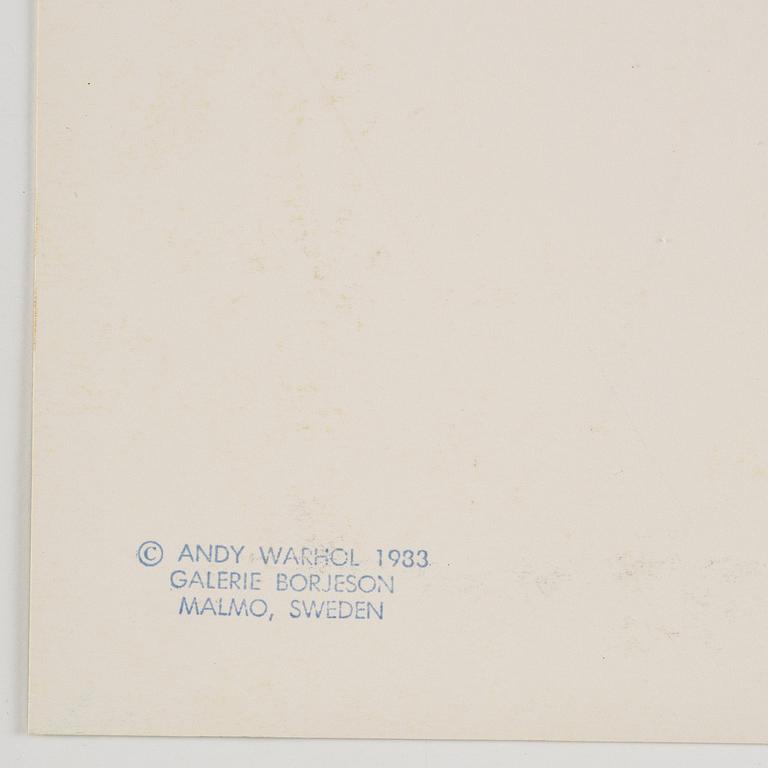 © ANDY WARHOL 1983
GALERIE BORJESON
MALMO, SWEDEN